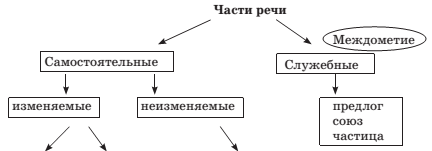 Части речи
Междометие
Самостоятельные
Служебные
изменяемые
неизменяемые
предлог
союз
частица